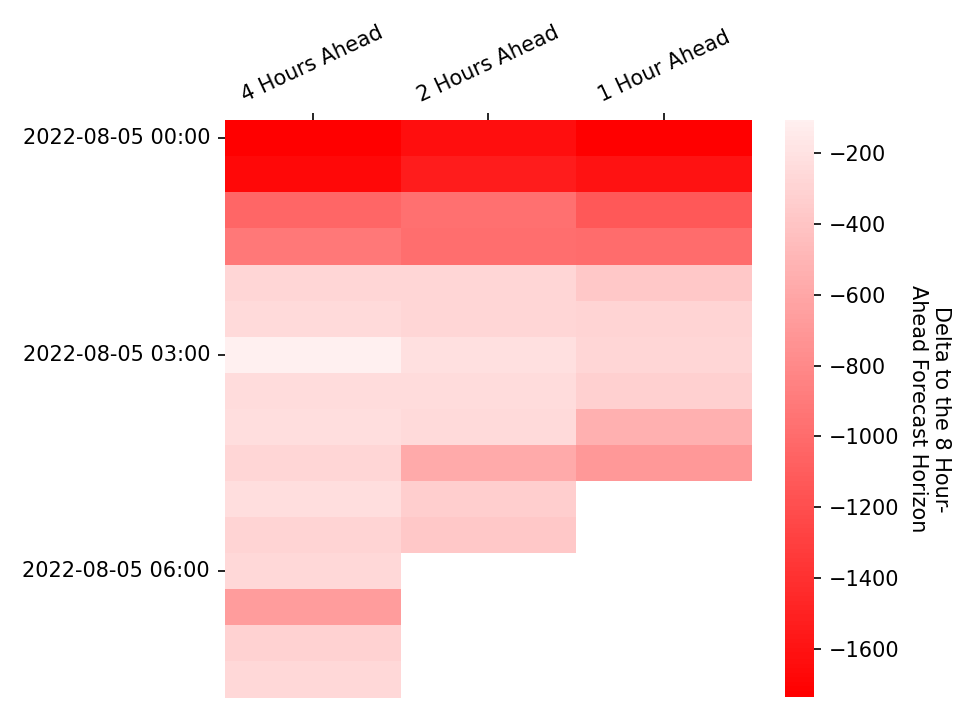 4 Hours Ahead
2 Hours Ahead
1 Hour Ahead
2022-08-05 00:00
2022-08-05 03:00
2022-08-05 06:00
−200
−400
−600
−800
−1000
−1200
−1400
−1600
Delta to the 8 Hour-
Ahead Forecast Horizon